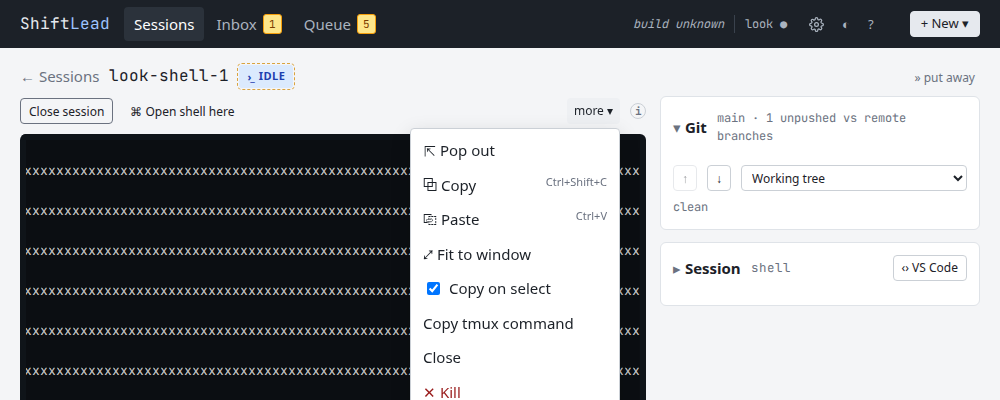 ShiftLead Sessions Inbox 1 Queue 5 build unknown look ● ? + New ▾
← Sessions look-shell-1 ›_ IDLE » put away
Close session ⌘ Open shell here more ▾ i
Pop out
Copy Ctrl+Shift+C
Paste Ctrl+V
Fit to window
Copy on select
Copy tmux command
Close
✕ Kill
▾ Git main · 1 unpushed vs remote
branches
↑ ↓ Working tree
clean
▸ Session shell ‹› VS Code